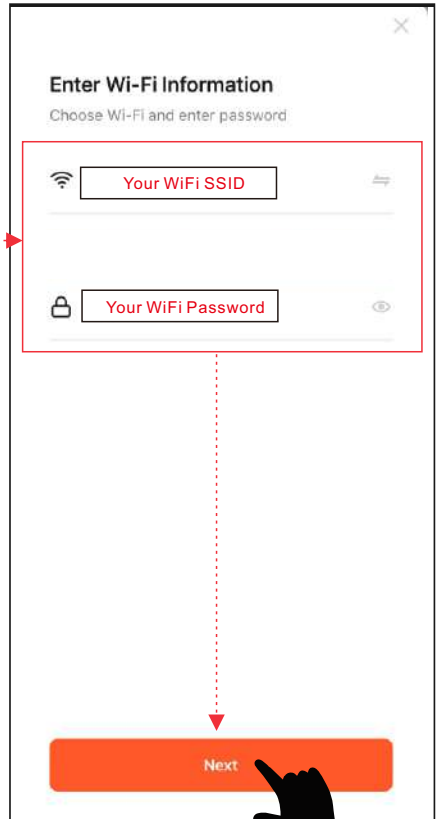 Enter Wi-Fi Information
Choose Wi-Fi and enter password
Your WiFi SSID
Your WiFi Password
Next